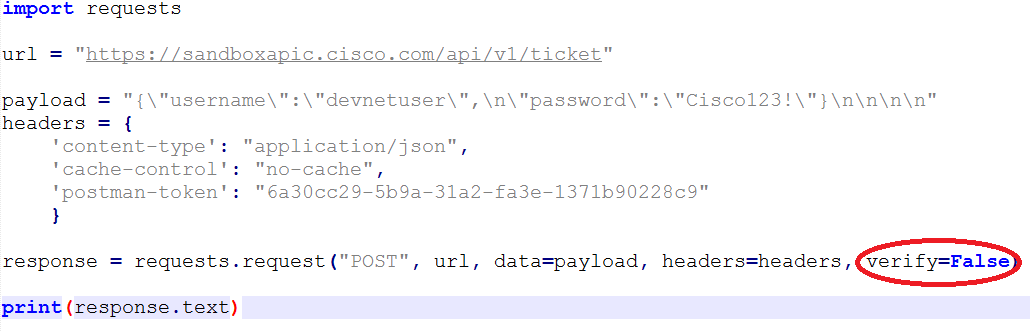 import requests
url = "https://sandboxapic.cisco.com/api/v1/ticket"
payload = "{\"username\":\"devnetuser\",\n\"password\":\"Cisco123!\"}\n\n\n\n"
headers = {
    'content-type': "application/json",
    'cache-control': "no-cache",
    'postman-token': "6a30cc29-5b9a-31a2-fa3e-1371b90228c9"
    }
response = requests.request("POST", url, data=payload, headers=headers, verify=False)
print(response.text)